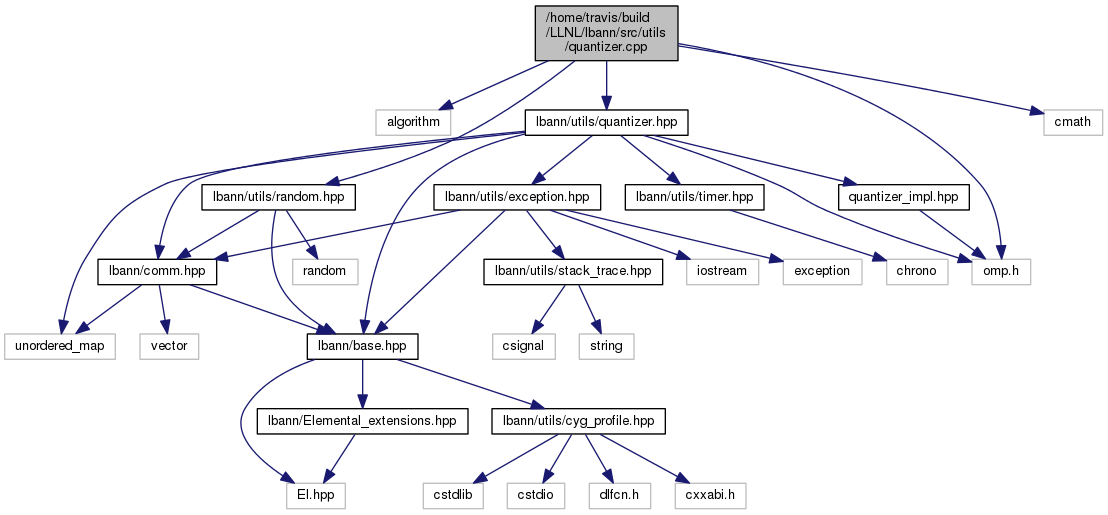 /home/travis/build
/LLNL/lbann/src/utils
/quantizer.cpp
algorithm
lbann/utils/quantizer.hpp
cmath
lbann/utils/random.hpp
lbann/utils/exception.hpp
lbann/utils/timer.hpp
quantizer_impl.hpp
lbann/comm.hpp
random
lbann/utils/stack_trace.hpp
iostream
exception
chrono
omp.h
unordered_map
vector
lbann/base.hpp
csignal
string
lbann/Elemental_extensions.hpp
lbann/utils/cyg_profile.hpp
El.hpp
cstdlib
cstdio
dlfcn.h
cxxabi.h